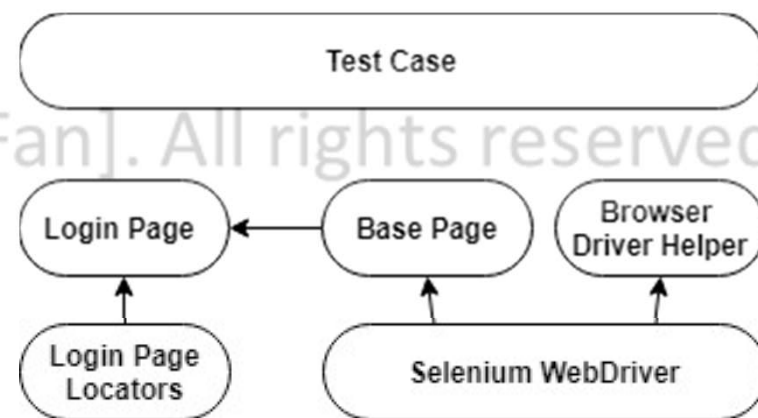 Test Case
Fan]. All rights reserved
Login Page
Base Page
Browser
Driver Helper
Login Page
Locators
Selenium WebDriver